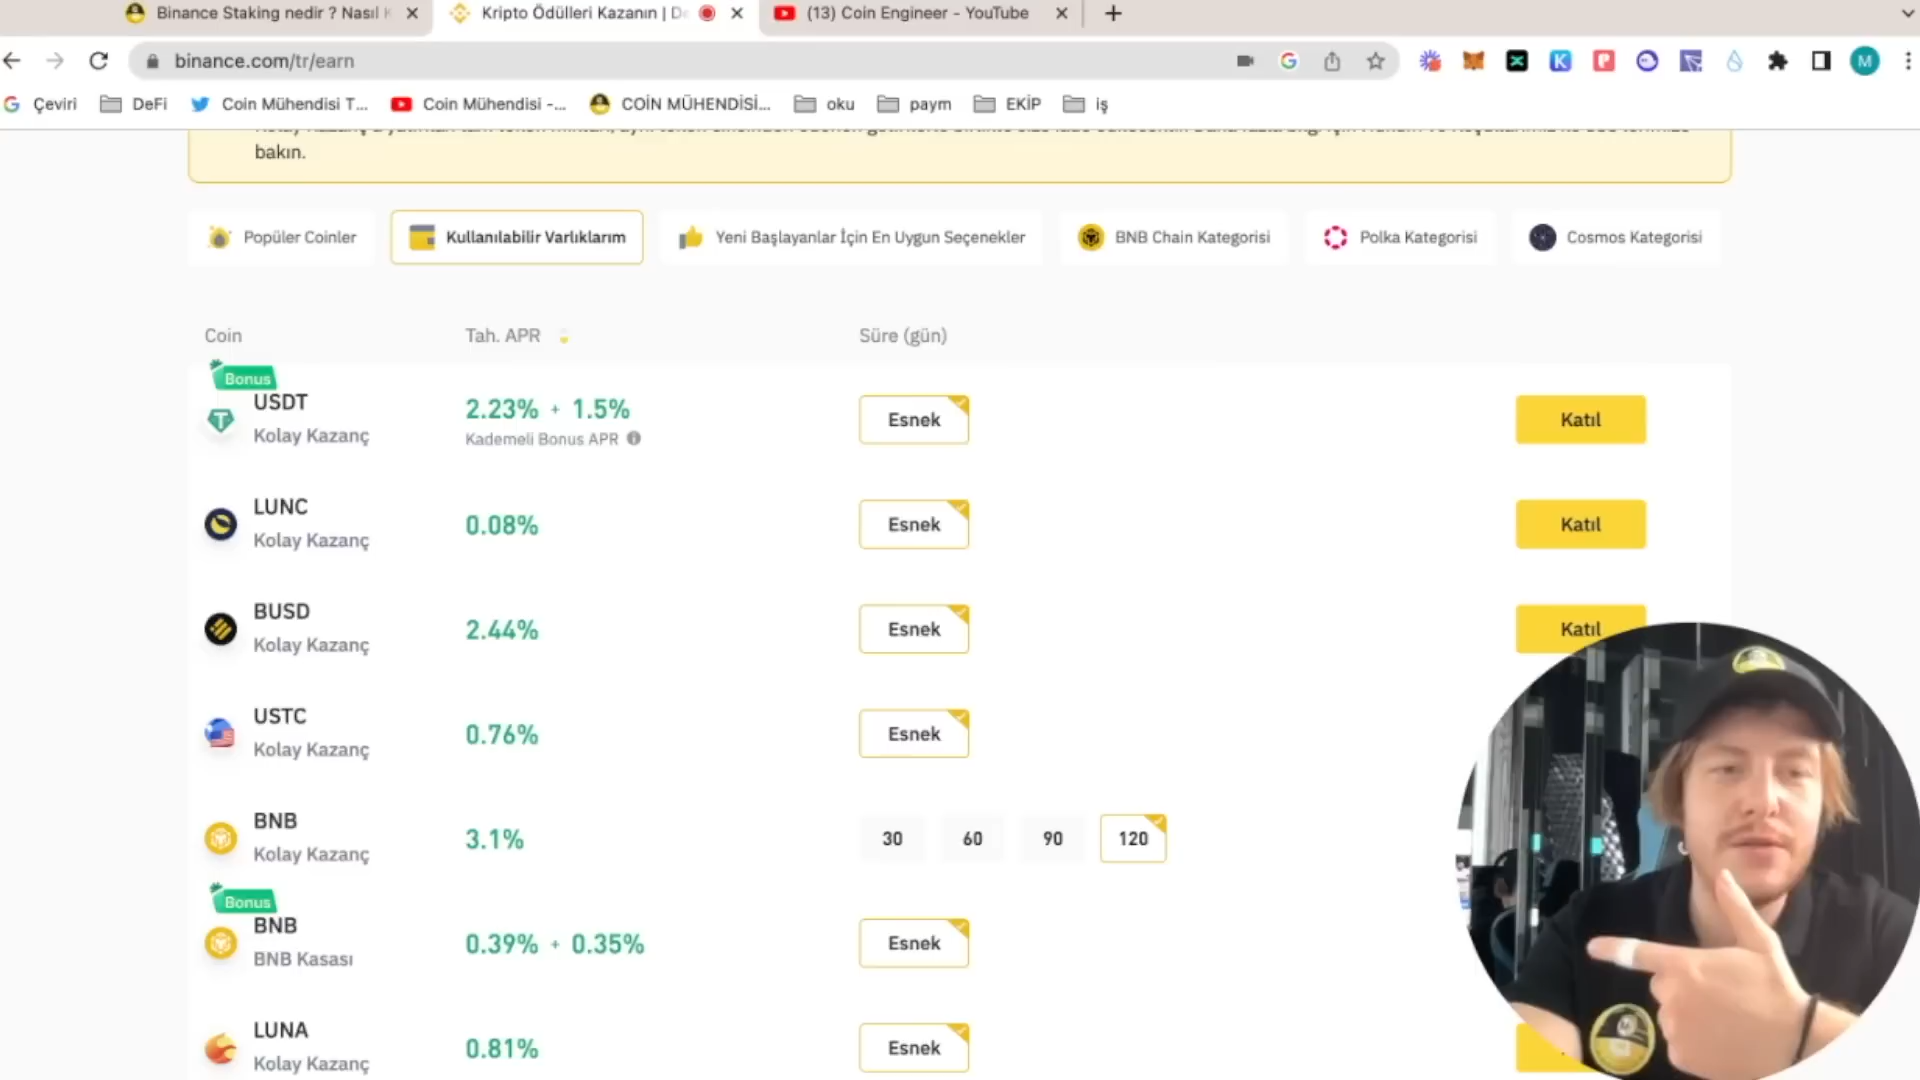 Binance Staking nedir ? Nasıl K
Kripto Ödülleri Kazanın | De
(13) Coin Engineer - YouTube
binance.com/tr/earn
M
Çeviri
DeFi
Coin Mühendisi T...
Coin Mühendisi -...
COİN MÜHENDİSİ...
oku
paym
EKİP
iş
bakın.
Popüler Coinler
Kullanılabilir Varlıklarım
Yeni Başlayanlar İçin En Uygun Seçenekler
BNB Chain Kategorisi
Polka Kategorisi
Cosmos Kategorisi
Coin
Tah. APR
Süre (gün)
Bonus
USDT
Kolay Kazanç
2.23% + 1.5%
Kademeli Bonus APR
Esnek
Katıl
LUNC
Kolay Kazanç
0.08%
Esnek
Katıl
BUSD
Kolay Kazanç
2.44%
Esnek
Katıl
USTC
Kolay Kazanç
0.76%
Esnek
BNB
Kolay Kazanç
3.1%
30
60
90
120
Bonus
BNB
BNB Kasası
0.39% + 0.35%
Esnek
LUNA
Kolay Kazanç
0.81%
Esnek